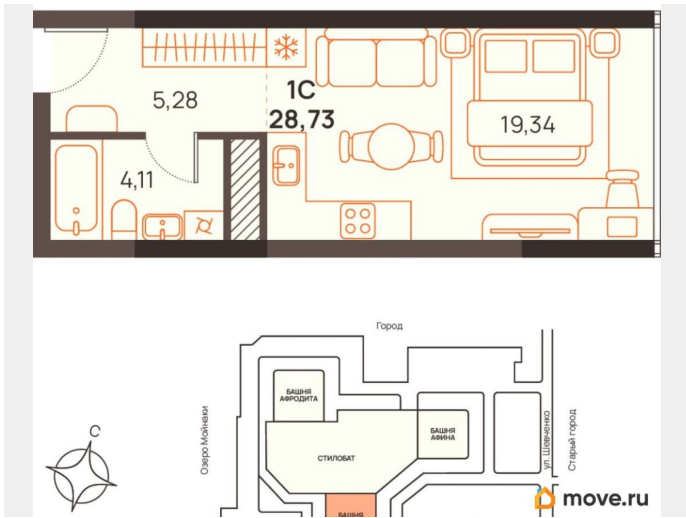 5,28
1С
28,73
19,34
4,11
Город
Озеро Мойнаки
БАШНЯ
АФРОДИТА
БАШНЯ
АФИНА
СТИЛОБАТ
ул. Шевченко
Старый город
С
БАШНЯ
move.ru